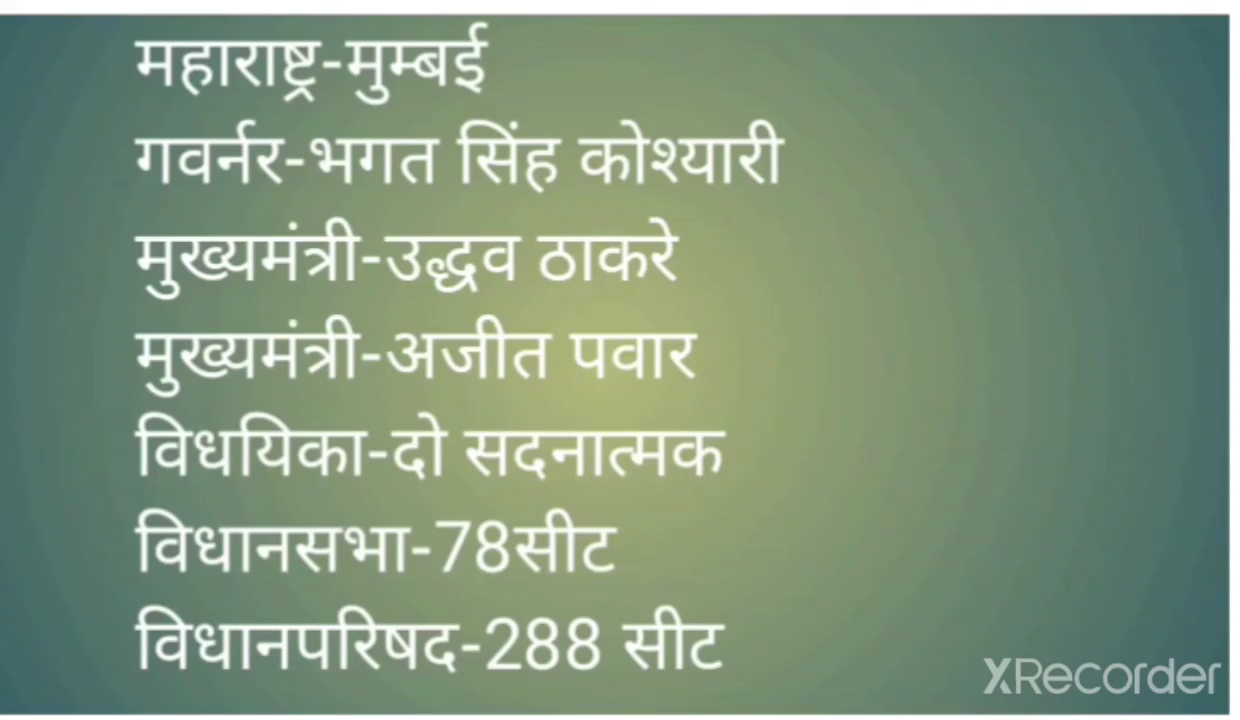 महाराष्ट्र-मुम्बई
गवर्नर-भगत सिंह कोश्यारी
मुख्यमंत्री-उद्धव ठाकरे
मुख्यमंत्री-अजीत पवार
विधयिका-दो सदनात्मक
विधानसभा-78सीट
विधानपरिषद-288 सीट
XRecorder